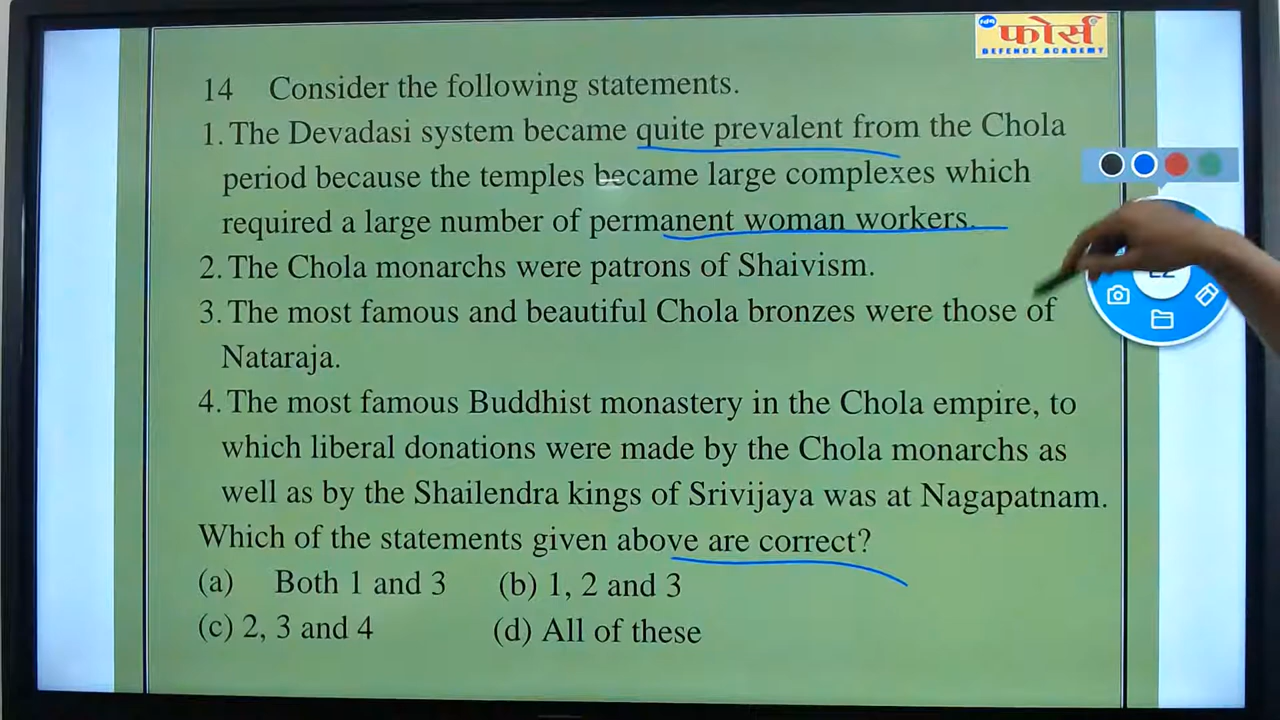 फोर्स
DEFENCE ACADEMY
14 Consider the following statements.
1. The Devadasi system became quite prevalent from the Chola
period because the temples became large complexes which
required a large number of permanent woman workers.
2. The Chola monarchs were patrons of Shaivism.
3. The most famous and beautiful Chola bronzes were those of
Nataraja.
4. The most famous Buddhist monastery in the Chola empire, to
which liberal donations were made by the Chola monarchs as
well as by the Shailendra kings of Srivijaya was at Nagapatnam.
Which of the statements given above are correct?
(a) Both 1 and 3 (b) 1, 2 and 3
(c) 2, 3 and 4 (d) All of these